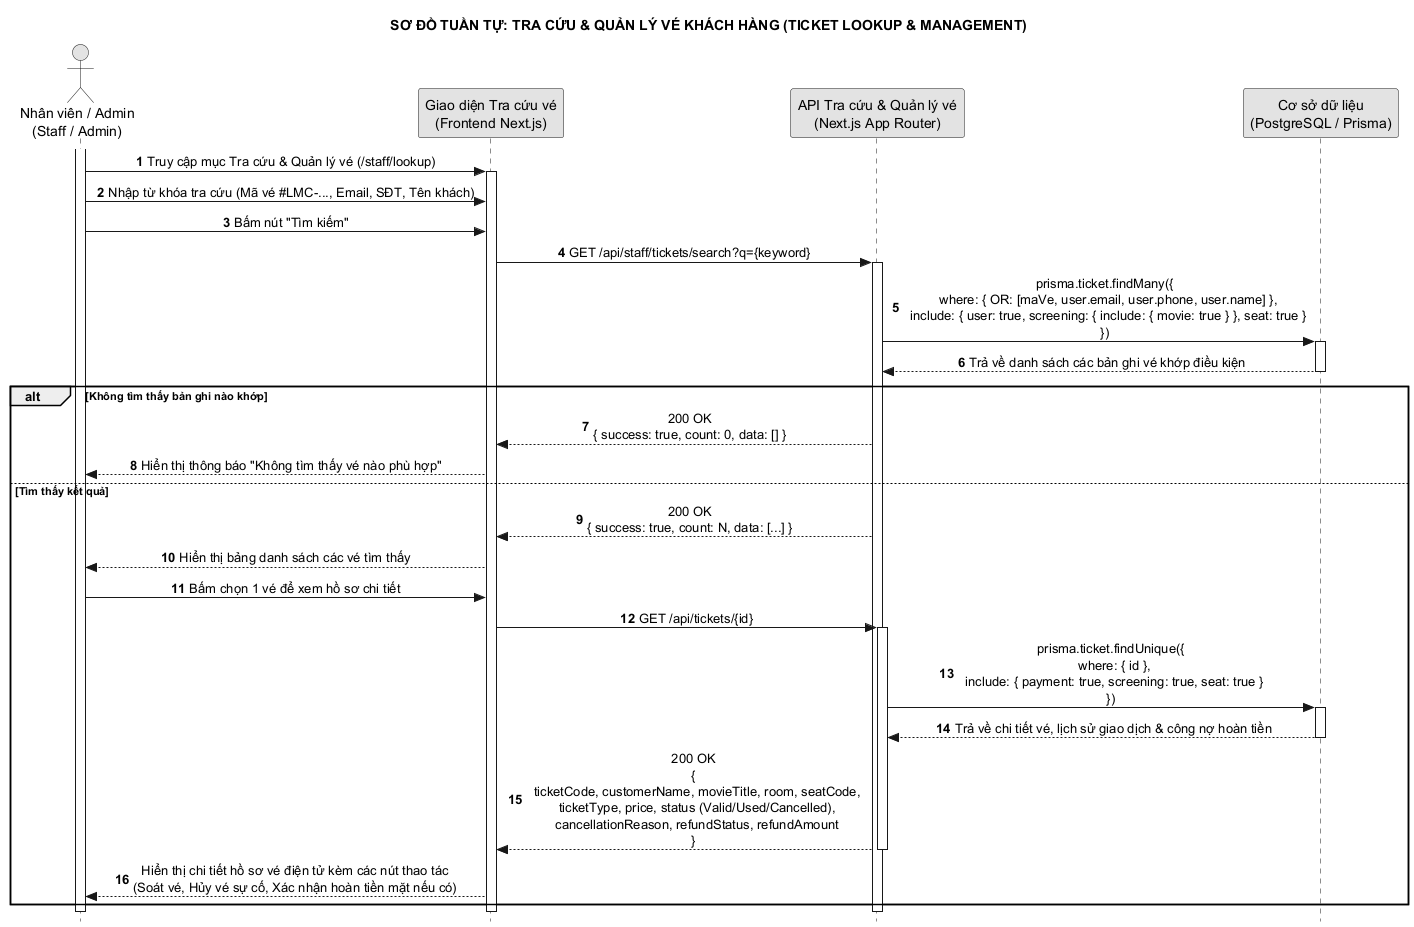 SƠ ĐỒ TUẦN TỰ: TRA CỨU & QUẢN LÝ VÉ KHÁCH HÀNG (TICKET LOOKUP & MANAGEMENT)
Nhân viên / Admin
(Staff / Admin)
Giao diện Tra cứu vé
(Frontend Next.js)
API Tra cứu & Quản lý vé
(Next.js App Router)
Cơ sở dữ liệu
(PostgreSQL / Prisma)
1 Truy cập mục Tra cứu & Quản lý vé (/staff/lookup)
2 Nhập từ khóa tra cứu (Mã vé #LMC-..., Email, SĐT, Tên khách)
3 Bấm nút "Tìm kiếm"
4 GET /api/staff/tickets/search?q={keyword}
prisma.ticket.findMany({
5 where: { OR: [maVe, user.email, user.phone, user.name] },
include: { user: true, screening: { include: { movie: true } }, seat: true }
})
6 Trả về danh sách các bản ghi vé khớp điều kiện
alt [Không tìm thấy bản ghi nào khớp]
200 OK
7 { success: true, count: 0, data: [] }
8 Hiển thị thông báo "Không tìm thấy vé nào phù hợp"
[Tìm thấy kết quả]
200 OK
9 { success: true, count: N, data: [...] }
10 Hiển thị bảng danh sách các vé tìm thấy
11 Bấm chọn 1 vé để xem hồ sơ chi tiết
12 GET /api/tickets/{id}
prisma.ticket.findUnique({
13 where: { id },
include: { payment: true, screening: true, seat: true }
})
14 Trả về chi tiết vé, lịch sử giao dịch & công nợ hoàn tiền
200 OK
{
15 ticketCode, customerName, movieTitle, room, seatCode,
ticketType, price, status (Valid/Used/Cancelled),
cancellationReason, refundStatus, refundAmount
}
16 Hiển thị chi tiết hồ sơ vé điện tử kèm các nút thao tác
(Soát vé, Hủy vé sự cố, Xác nhận hoàn tiền mặt nếu có)